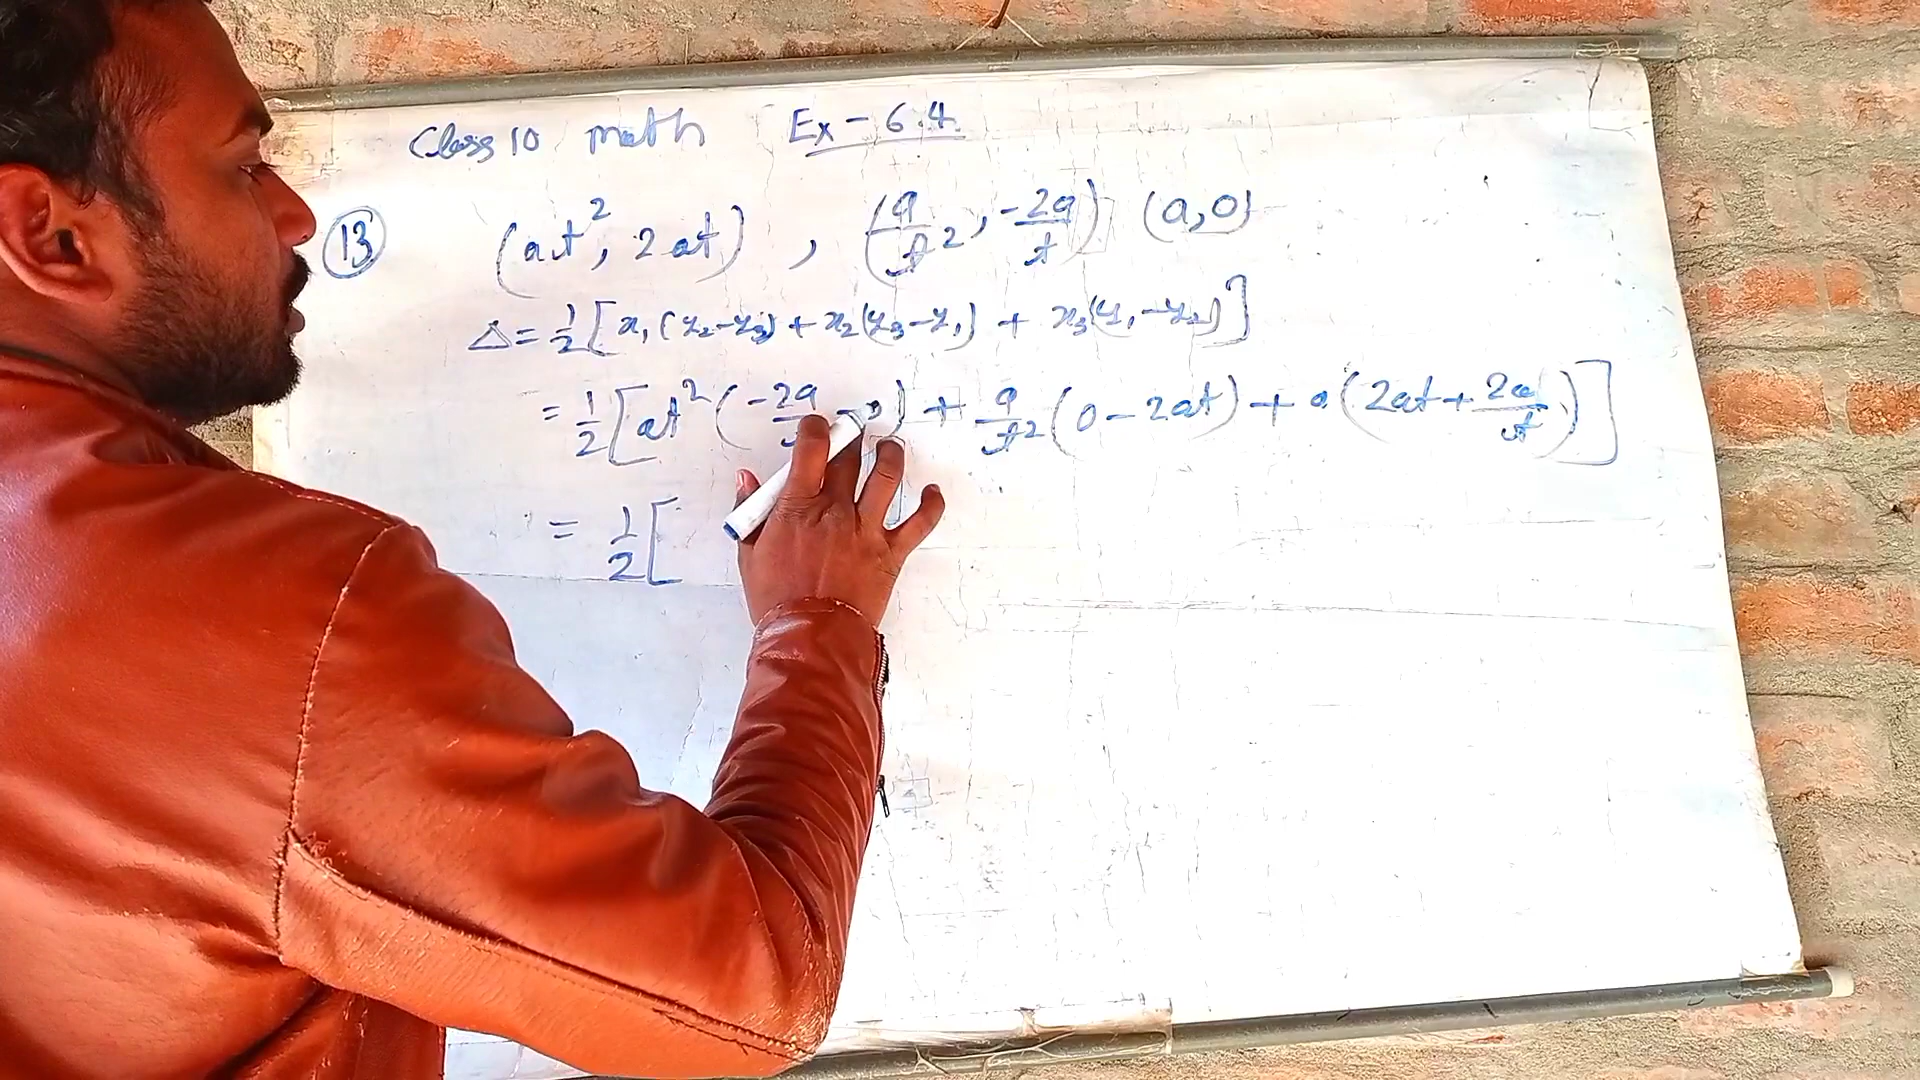 Class 10 math Ex - 6.4
13 (at², 2at) , (a/t², -2a/t) (a,0)
Δ = 1/2 [x₁(y₂-y₃) + x₂(y₃-y₁) + x₃(y₁-y₂)]
= 1/2 [at² (-2a - 0) + a/t² (0-2at) + a(2at + 2a/t)]
= 1/2 [